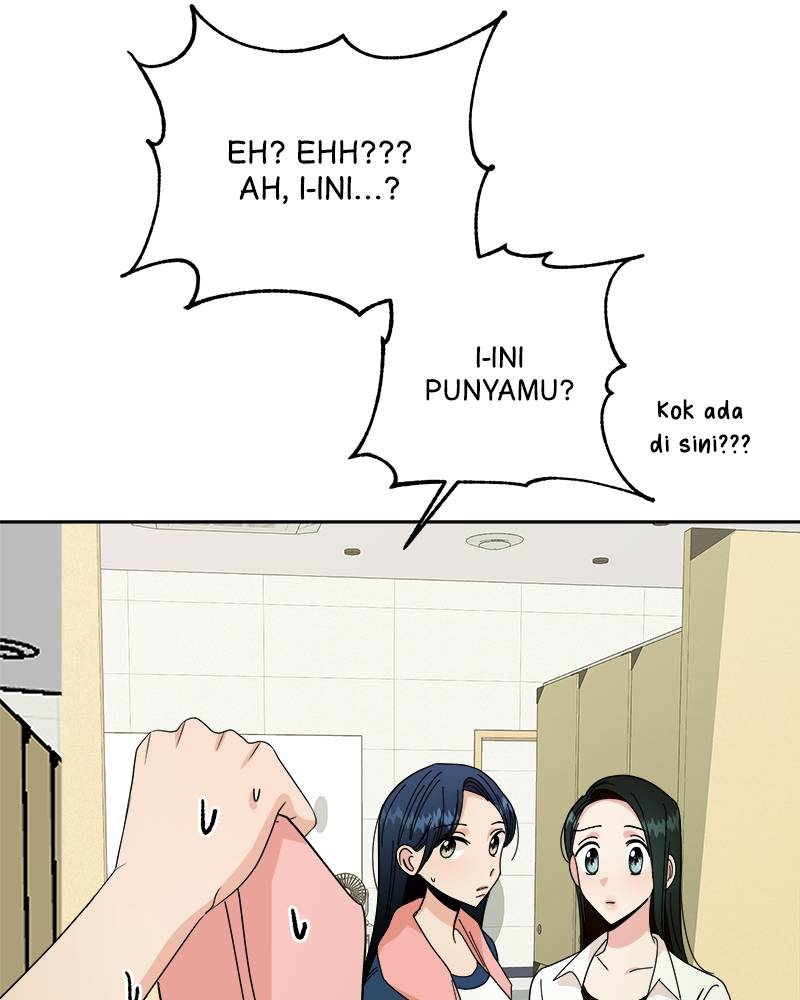 EH? EHH???
AH, I-INI...?
I-INI
PUNYAMU?
Kok ada
di sini???